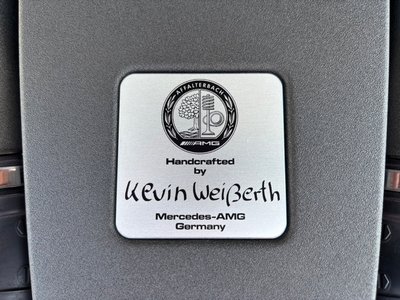 AFFALTERBACH
AMG
Handcrafted
by
Kevin Weißerth
Mercedes-AMG
Germany